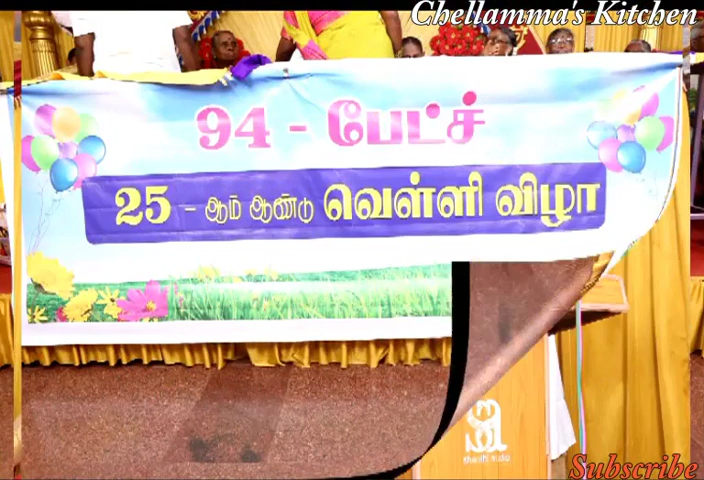 Chellamma's Kitchen
94 - பேட்ச்
25 - ஆம் ஆண்டு வெள்ளி விழா
Subscribe